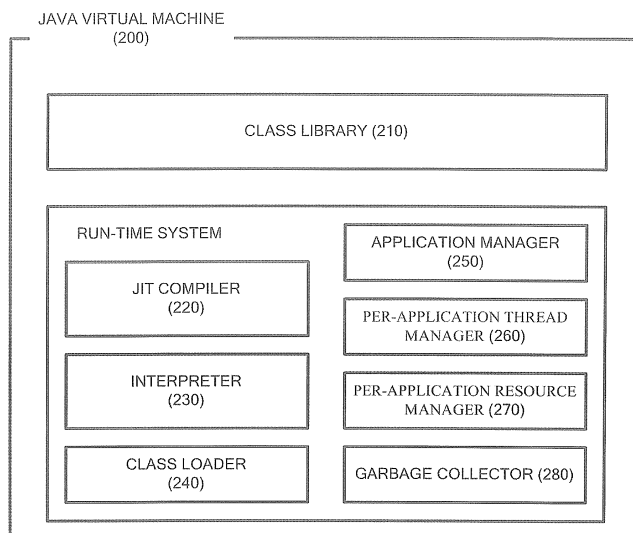 JAVA VIRTUAL MACHINE
(200)
CLASS LIBRARY (210)
RUN-TIME SYSTEM
JIT COMPILER
(220)
INTERPRETER
(230)
CLASS LOADER
(240)
APPLICATION MANAGER
(250)
PER-APPLICATION THREAD
MANAGER (260)
PER-APPLICATION RESOURCE
MANAGER (270)
GARBAGE COLLECTOR (280)